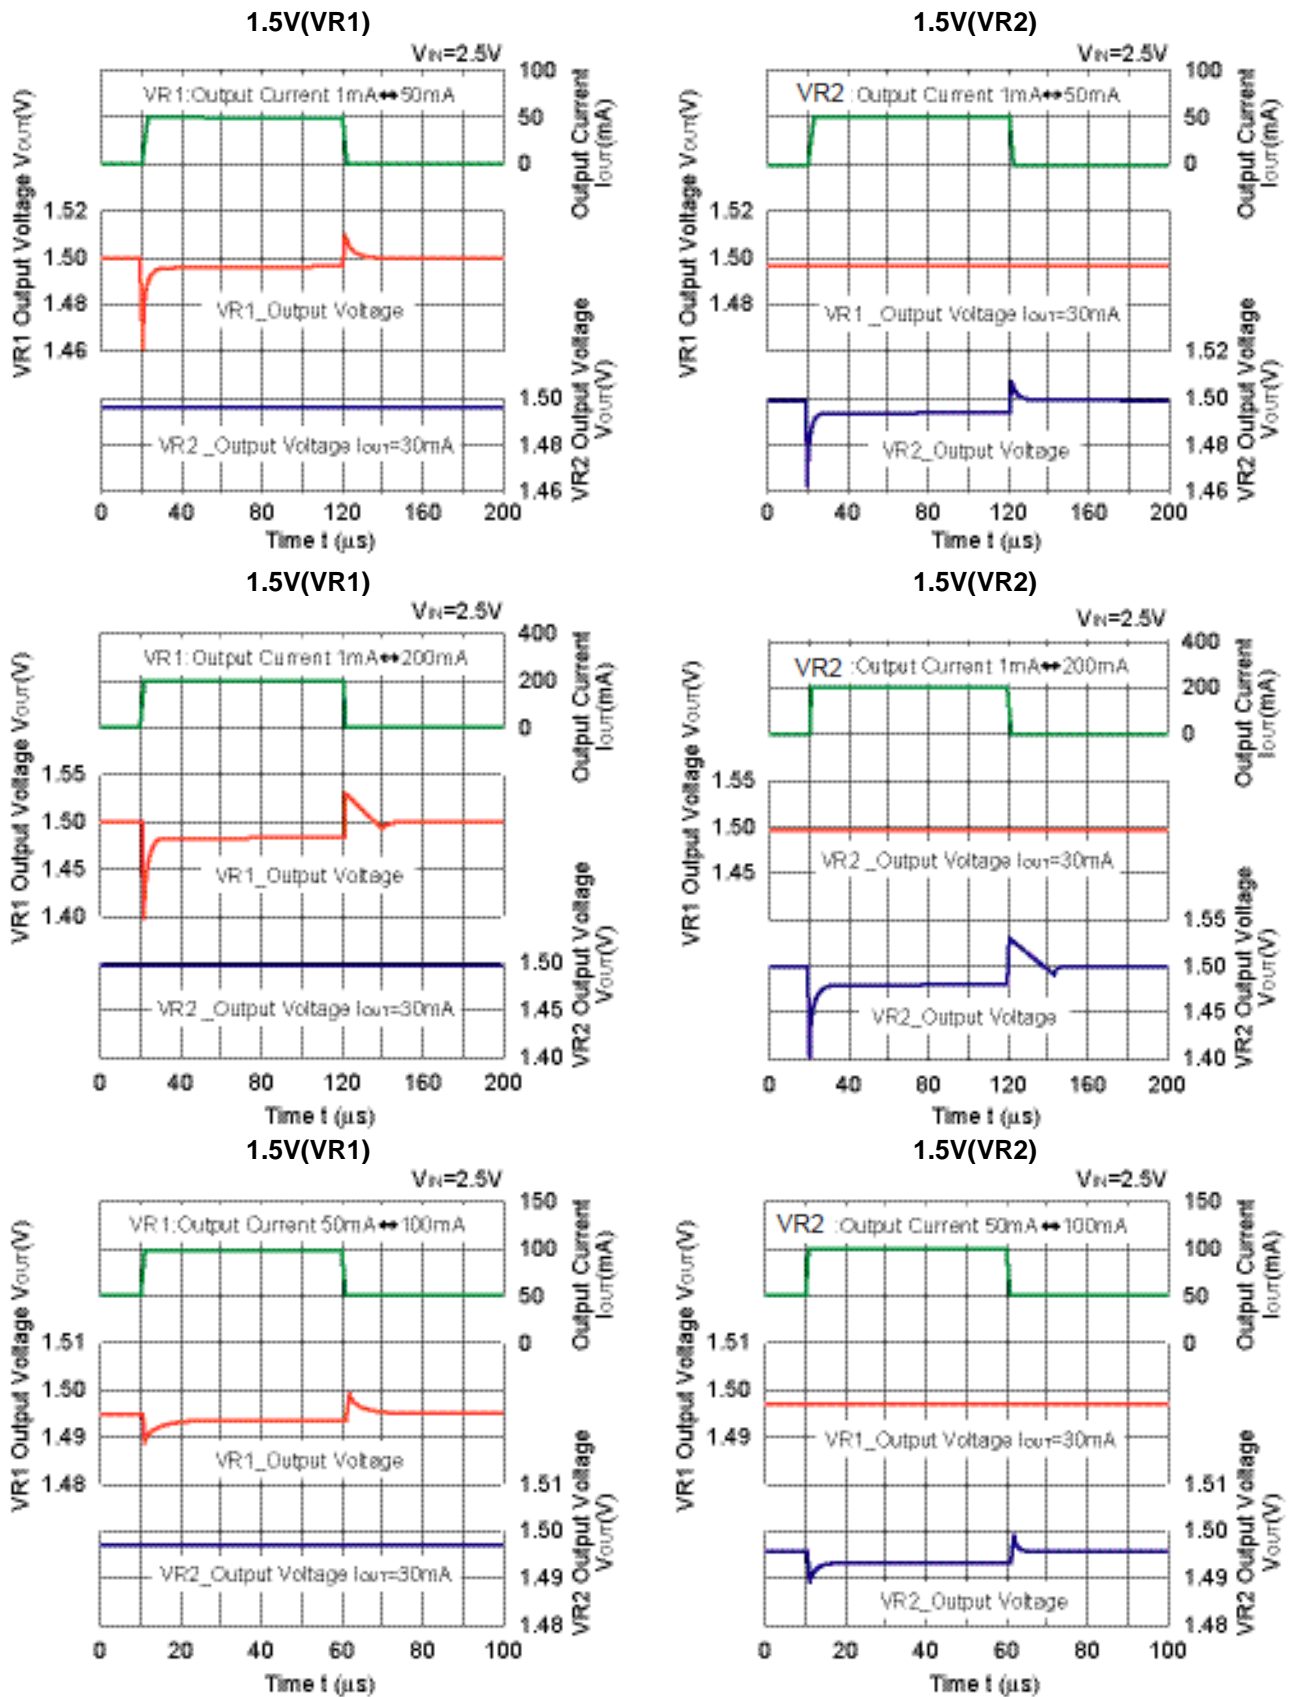 1.5V(VR1)
VIN=2.5V
VR1:Output Current 1mA↔50mA
100
50
0
Output Current
IOUT(mA)
VR1 Output Voltage VOUT(V)
1.52
1.50
1.48
1.46
VR1_Output Voltage
1.50
1.48
1.46
VR2 Output Voltage
VOUT(V)
VR2 _Output Voltage IOUT=30mA
0 40 80 120 160 200
Time t (µs)
1.5V(VR2)
VIN=2.5V
VR2 :Output Current 1mA↔50mA
100
50
0
Output Current
IOUT(mA)
VR1 Output Voltage VOUT(V)
1.52
1.50
1.48
VR1 _Output Voltage IOUT=30mA
1.52
1.50
1.48
1.46
VR2 Output Voltage
VOUT(V)
VR2_Output Voltage
0 40 80 120 160 200
Time t (µs)
1.5V(VR1)
VIN=2.5V
VR1:Output Current 1mA↔200mA
400
200
0
Output Current
IOUT(mA)
VR1 Output Voltage VOUT(V)
1.55
1.50
1.45
1.40
VR1_Output Voltage
1.50
1.45
1.40
VR2 Output Voltage
VOUT(V)
VR2 _Output Voltage IOUT=30mA
0 40 80 120 160 200
Time t (µs)
1.5V(VR2)
VIN=2.5V
VR2 :Output Current 1mA↔200mA
400
200
0
Output Current
IOUT(mA)
VR1 Output Voltage VOUT(V)
1.55
1.50
1.45
VR2 _Output Voltage IOUT=30mA
1.55
1.50
1.45
1.40
VR2 Output Voltage
VOUT(V)
VR2_Output Voltage
0 40 80 120 160 200
Time t (µs)
1.5V(VR1)
VIN=2.5V
VR1:Output Current 50mA↔100mA
150
100
50
0
Output Current
IOUT(mA)
VR1 Output Voltage VOUT(V)
1.51
1.50
1.49
1.48
VR1_Output Voltage
1.51
1.50
1.49
1.48
VR2 Output Voltage
VOUT(V)
VR2_Output Voltage IOUT=30mA
0 20 40 60 80 100
Time t (µs)
1.5V(VR2)
VIN=2.5V
VR2 :Output Current 50mA↔100mA
150
100
50
0
Output Current
IOUT(mA)
VR1 Output Voltage VOUT(V)
1.51
1.50
1.49
VR1_Output Voltage IOUT=30mA
1.51
1.50
1.49
1.48
VR2 Output Voltage
VOUT(V)
VR2_Output Voltage
0 20 40 60 80 100
Time t (µs)